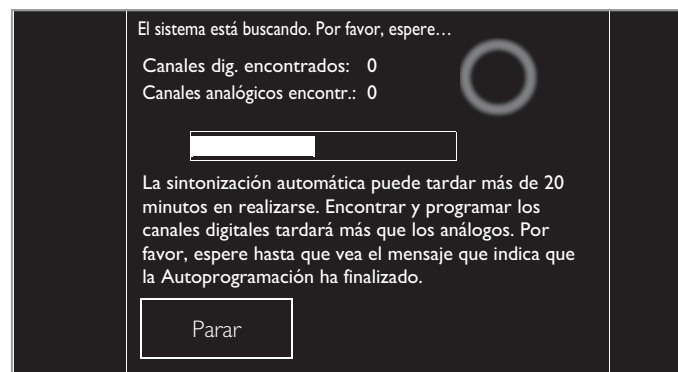 El sistema está buscando. Por favor, espere…
Canales dig. encontrados: 0
Canales analógicos encontr.: 0
La sintonización automática puede tardar más de 20
minutos en realizarse. Encontrar y programar los
canales digitales tardará más que los análogos. Por
favor, espere hasta que vea el mensaje que indica que
la Autoprogramación ha finalizado.
Parar